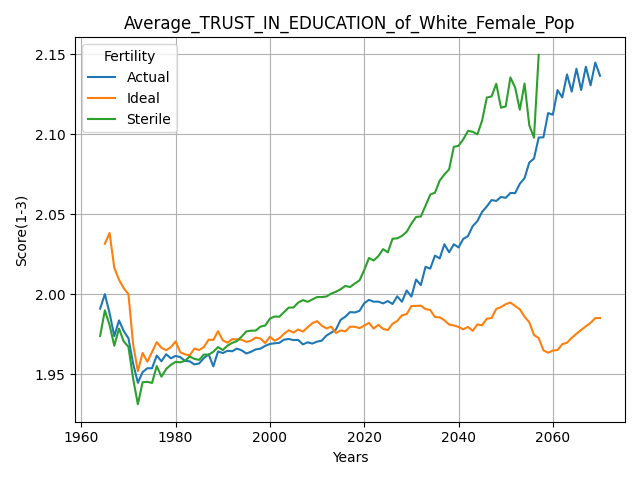 Average_TRUST_IN_EDUCATION_of_White_Female_Pop
Fertility
Actual
Ideal
Sterile
Score(1-3)
2.15
2.10
2.05
2.00
1.95
1960
1980
2000
2020
2040
2060
Years